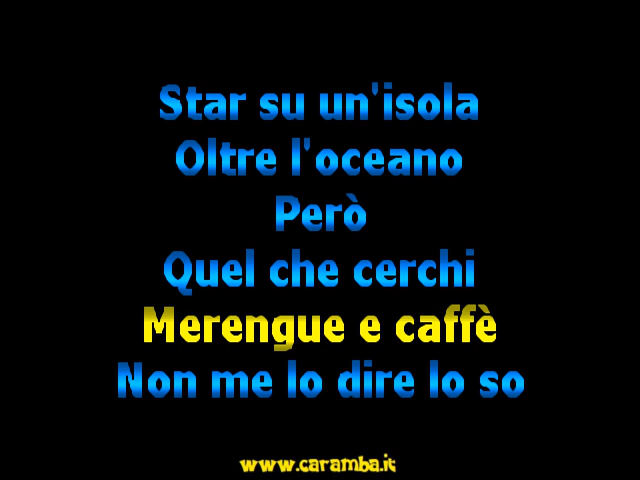 Star su un'isola
Oltre l'oceano
Però
Quel che cerchi
Merengue e caffè
Non me lo dire lo so
www.caramba.it